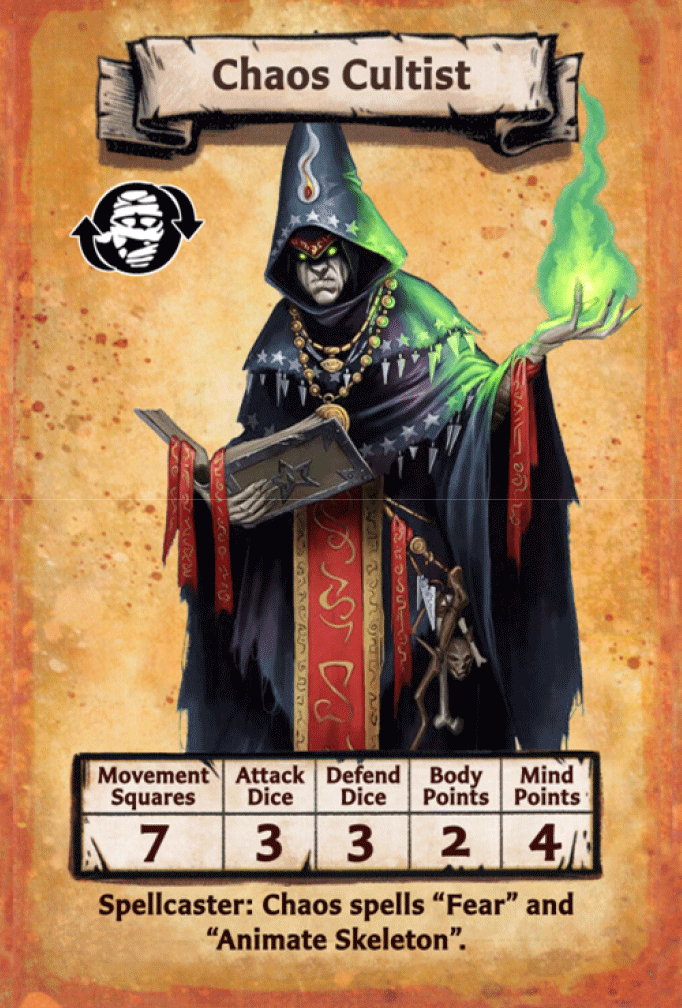 Chaos Cultist
Movement Squares
Attack Dice
Defend Dice
Body Points
Mind Points
7
3
3
2
4
Spellcaster: Chaos spells “Fear” and
“Animate Skeleton”.